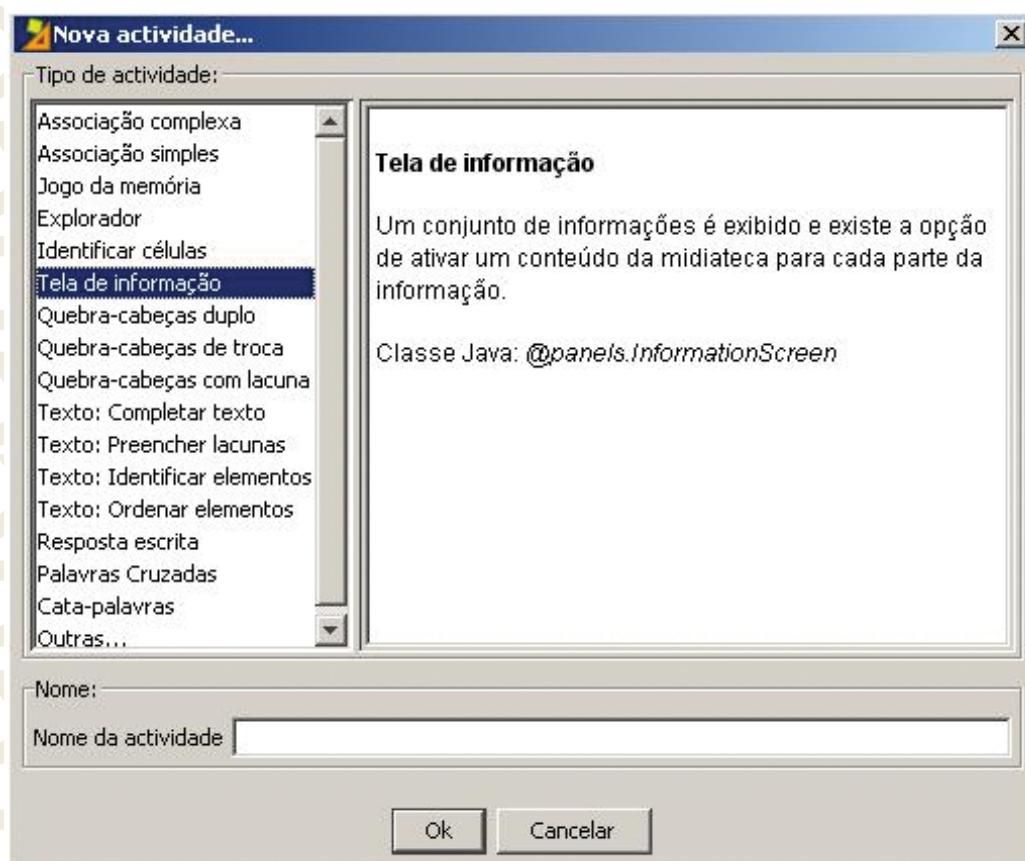 Nova actividade...
Tipo de actividade:
Associação complexa
Associação simples
Jogo da memória
Explorador
Identificar células
Tela de informação
Quebra-cabeças duplo
Quebra-cabeças de troca
Quebra-cabeças com lacuna
Texto: Completar texto
Texto: Preencher lacunas
Texto: Identificar elementos
Texto: Ordenar elementos
Resposta escrita
Palavras Cruzadas
Cata-palavras
Outras...
Tela de informação
Um conjunto de informações é exibido e existe a opção
de ativar um conteúdo da midiateca para cada parte da
informação.
Classe Java: @panels.InformationScreen
Nome:
Nome da actividade
Ok
Cancelar